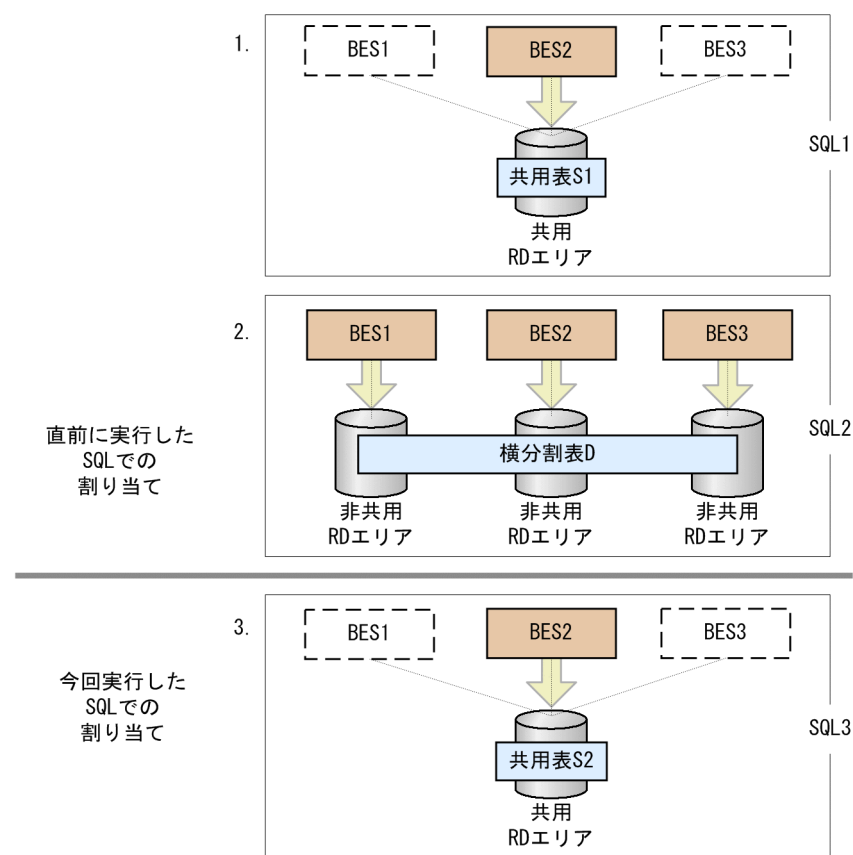 1.
BES1
BES2
BES3
SQL1
共用表S1
共用
RDエリア
2.
BES1
BES2
BES3
直前に実行した
SQLでの
割り当て
SQL2
横分割表D
非共用
RDエリア
非共用
RDエリア
非共用
RDエリア
3.
BES1
BES2
BES3
今回実行した
SQLでの
割り当て
SQL3
共用表S2
共用
RDエリア